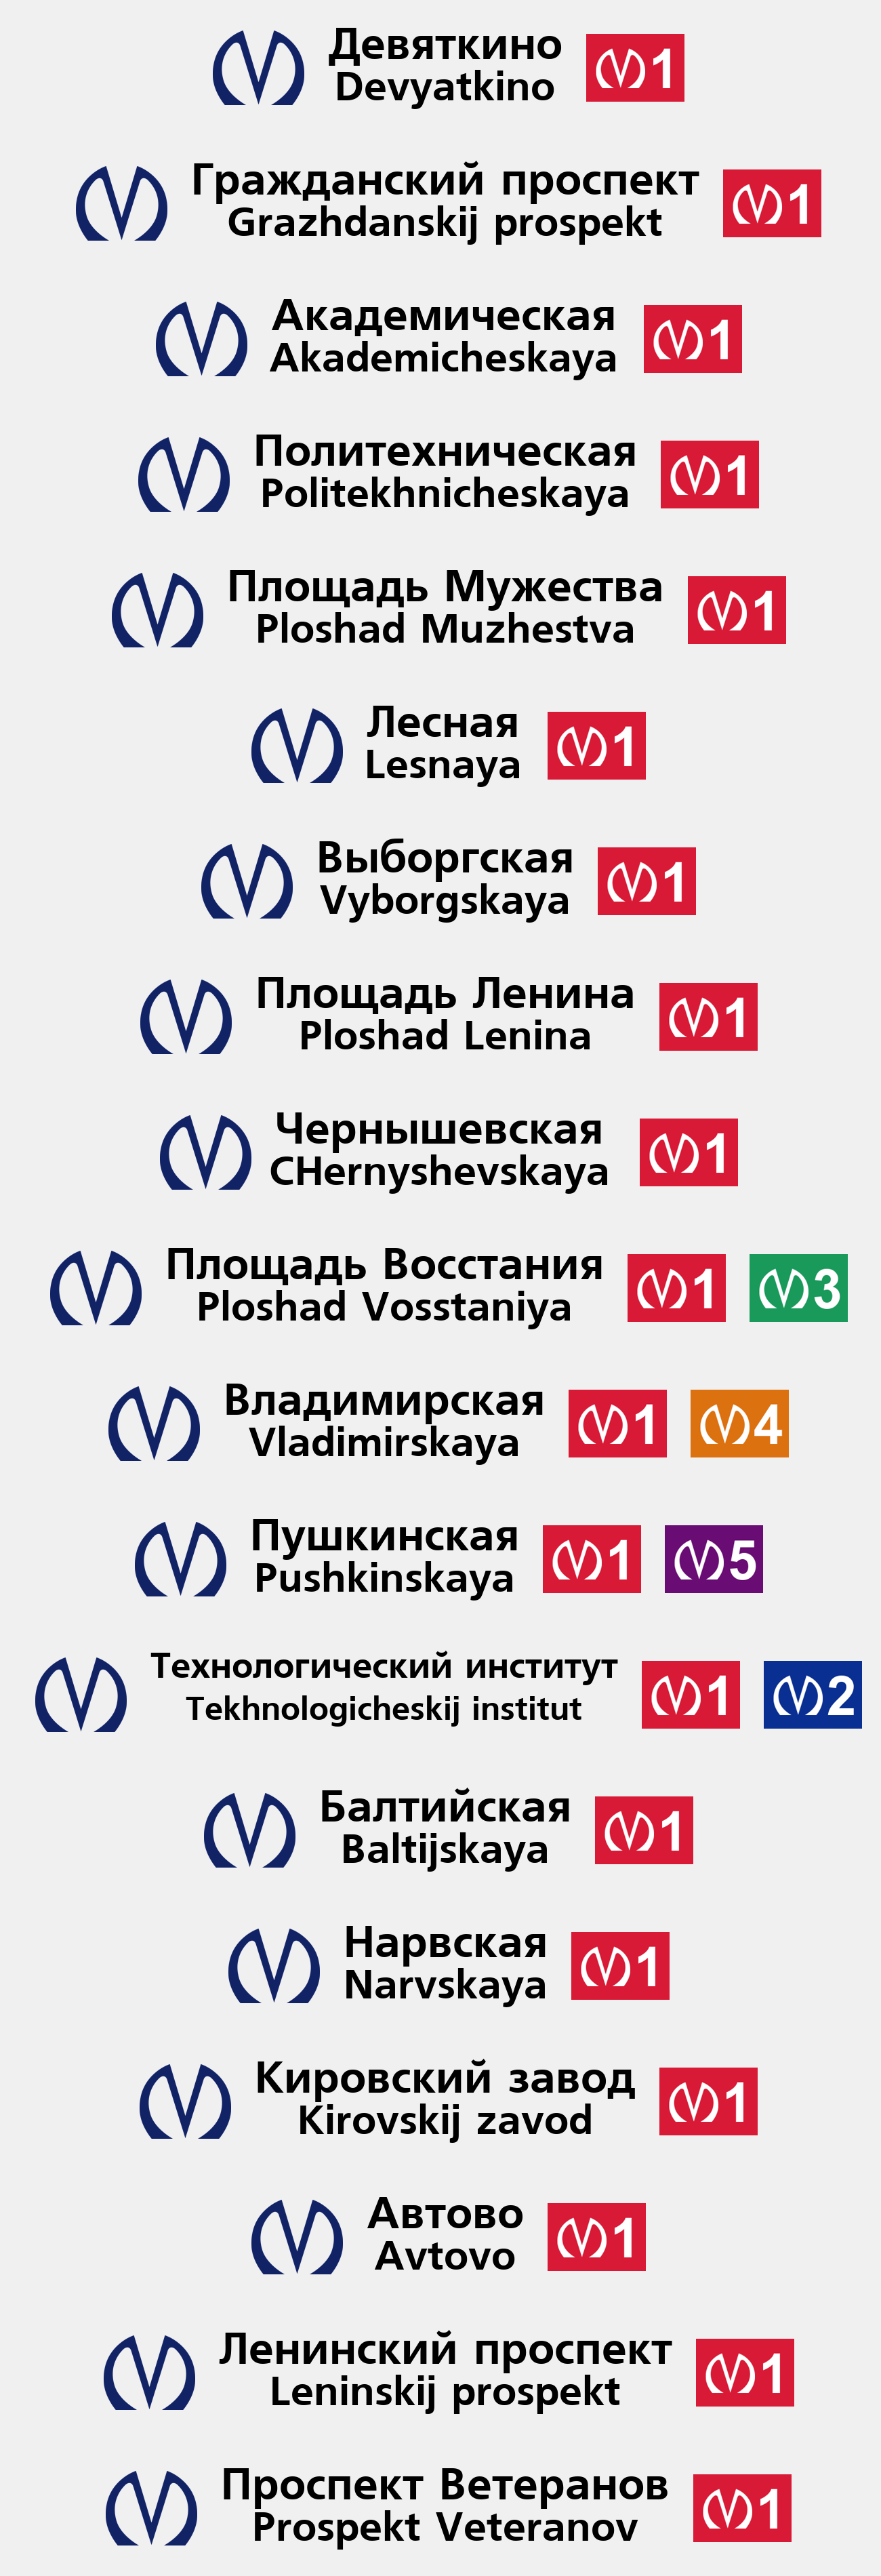 Девяткино 1
Devyatkino
Гражданский проспект 1
Grazhdanskij prospekt
Академическая 1
Akademicheskaya
Политехническая 1
Politekhnicheskaya
Площадь Мужества 1
Ploshad Muzhestva
Лесная 1
Lesnaya
Выборгская 1
Vyborgskaya
Площадь Ленина 1
Ploshad Lenina
Чернышевская 1
CHernyshevskaya
Площадь Восстания 1 3
Ploshad Vosstaniya
Владимирская 1 4
Vladimirskaya
Пушкинская 1 5
Pushkinskaya
Технологический институт 1 2
Tekhnologicheskij institut
Балтийская 1
Baltijskaya
Нарвская 1
Narvskaya
Кировский завод 1
Kirovskij zavod
Автово 1
Avtovo
Ленинский проспект 1
Leninskij prospekt
Проспект Ветеранов 1
Prospekt Veteranov